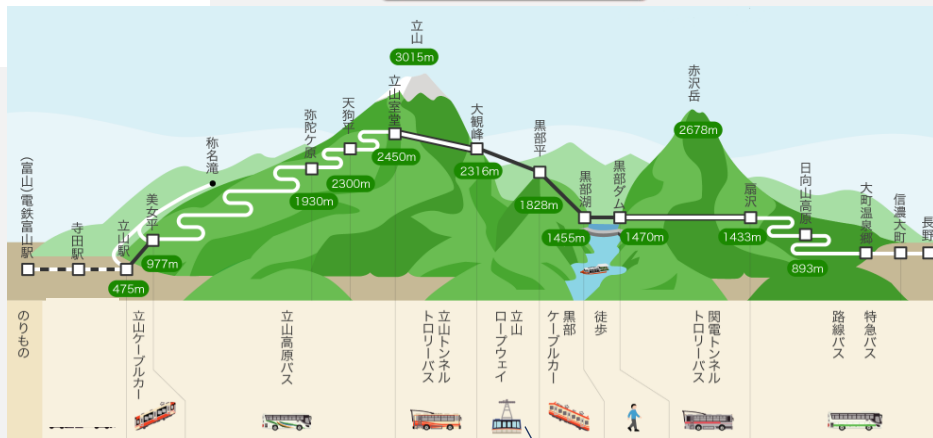 立山
3015m
赤沢岳
2678m
(富山)電鉄富山駅
寺田駅
立山駅
475m
美女平
977m
称名滝
弥陀ケ原
1930m
天狗平
2300m
立山室堂
2450m
大観峰
2316m
黒部平
1828m
黒部湖
1455m
黒部ダム
1470m
扇沢
1433m
日向山高原
893m
大町温泉郷
信濃大町
長野
のりもの
立山ケーブルカー
立山高原バス
立山トンネル
トロリーバス
立山
ロープウェイ
黒部
ケーブルカー
徒歩
関電トンネル
トロリーバス
特急バス
路線バス